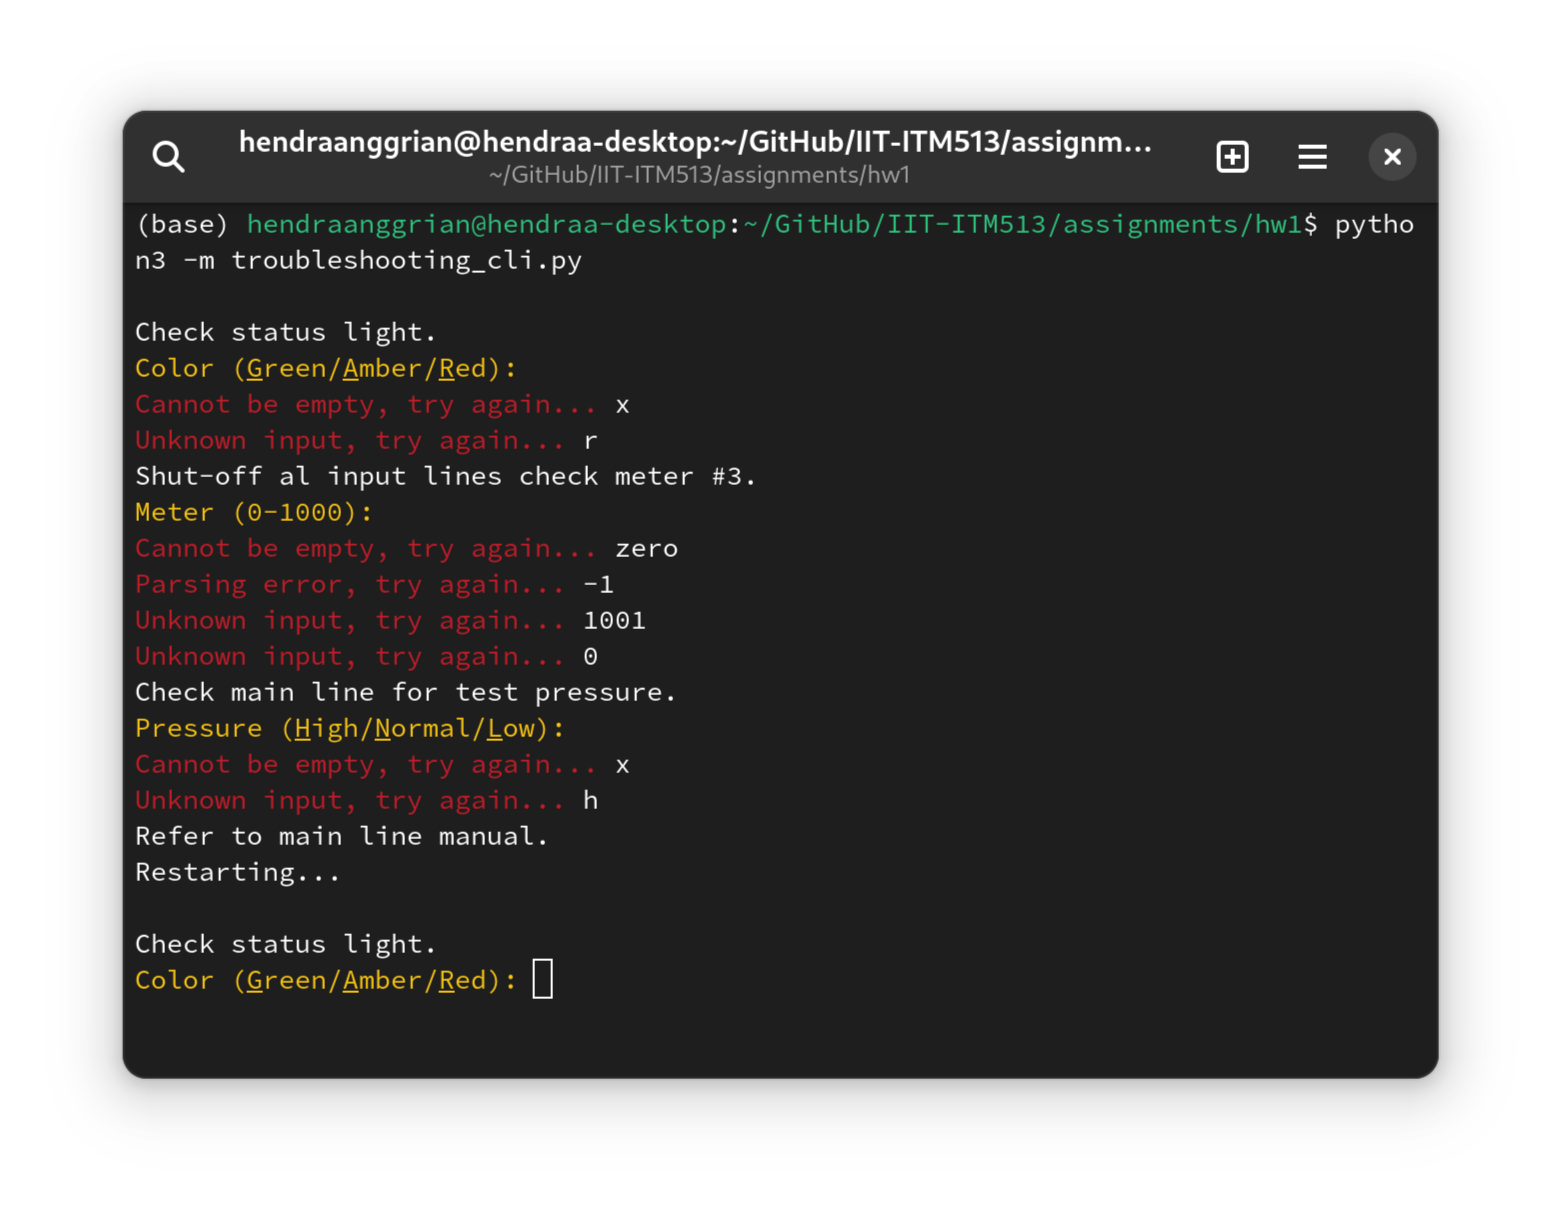 hendraanggrian@hendraa-desktop:~/GitHub/IIT-ITM513/assignm...
~/GitHub/IIT-ITM513/assignments/hw1
(base) hendraanggrian@hendraa-desktop:~/GitHub/IIT-ITM513/assignments/hw1$ pytho
n3 -m troubleshooting_cli.py
Check status light.
Color (Green/Amber/Red):
Cannot be empty, try again... x
Unknown input, try again... r
Shut-off al input lines check meter #3.
Meter (0-1000):
Cannot be empty, try again... zero
Parsing error, try again... -1
Unknown input, try again... 1001
Unknown input, try again... 0
Check main line for test pressure.
Pressure (High/Normal/Low):
Cannot be empty, try again... x
Unknown input, try again... h
Refer to main line manual.
Restarting...
Check status light.
Color (Green/Amber/Red):